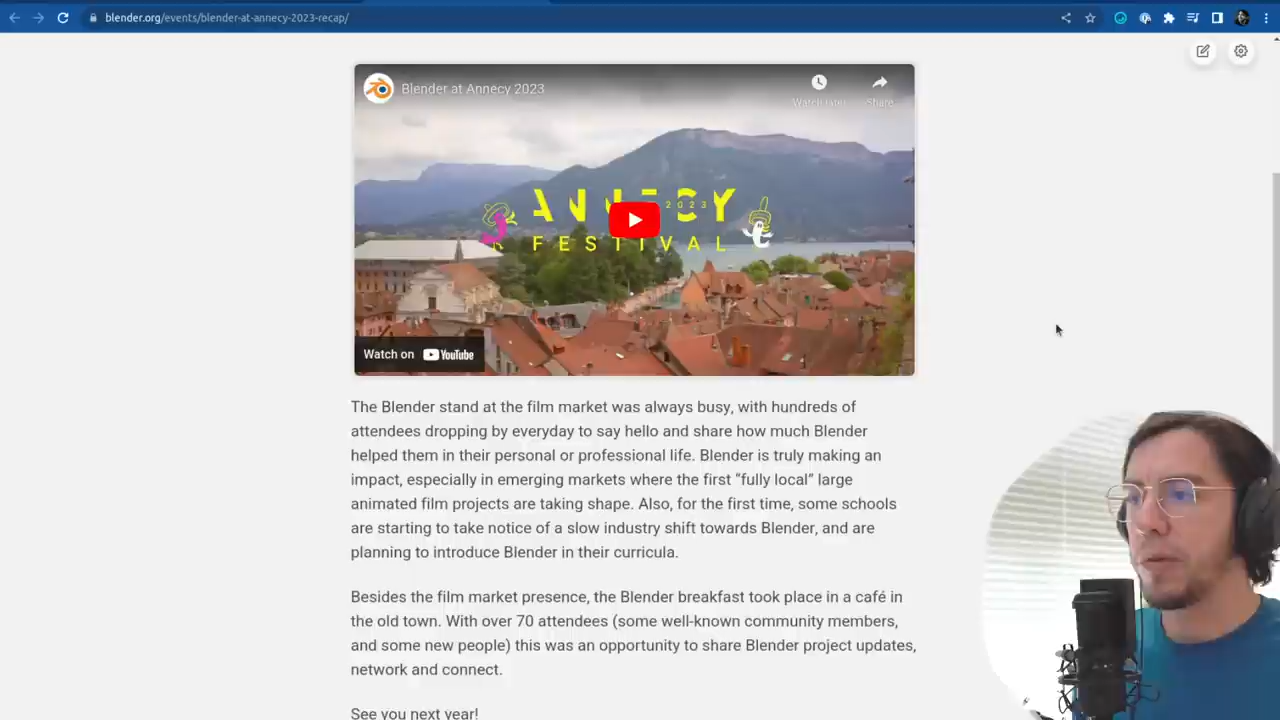 blender.org/events/blender-at-annecy-2023-recap/
Blender at Annecy 2023
Watch later
Share
ANNECY
2023
FESTIVAL
Watch on YouTube
The Blender stand at the film market was always busy, with hundreds of
attendees dropping by everyday to say hello and share how much Blender
helped them in their personal or professional life. Blender is truly making an
impact, especially in emerging markets where the first “fully local” large
animated film projects are taking shape. Also, for the first time, some schools
are starting to take notice of a slow industry shift towards Blender, and are
planning to introduce Blender in their curricula.
Besides the film market presence, the Blender breakfast took place in a café in
the old town. With over 70 attendees (some well-known community members,
and some new people) this was an opportunity to share Blender project updates,
network and connect.
See you next year!